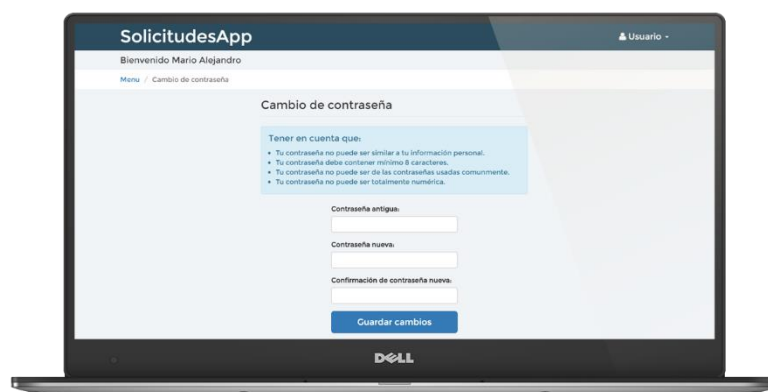 SolicitudesApp
Usuario
Bienvenido Mario Alejandro
Menu / Cambio de contraseña
Cambio de contraseña
Tener en cuenta que:
Tu contraseña no puede ser similar a tu información personal.
Tu contraseña debe contener mínimo 8 caracteres.
Tu contraseña no puede ser de las contraseñas usadas comunmente.
Tu contraseña no puede ser totalmente numérica.
Contraseña antigua:
Contraseña nueva:
Confirmación de contraseña nueva:
Guardar cambios
DELL